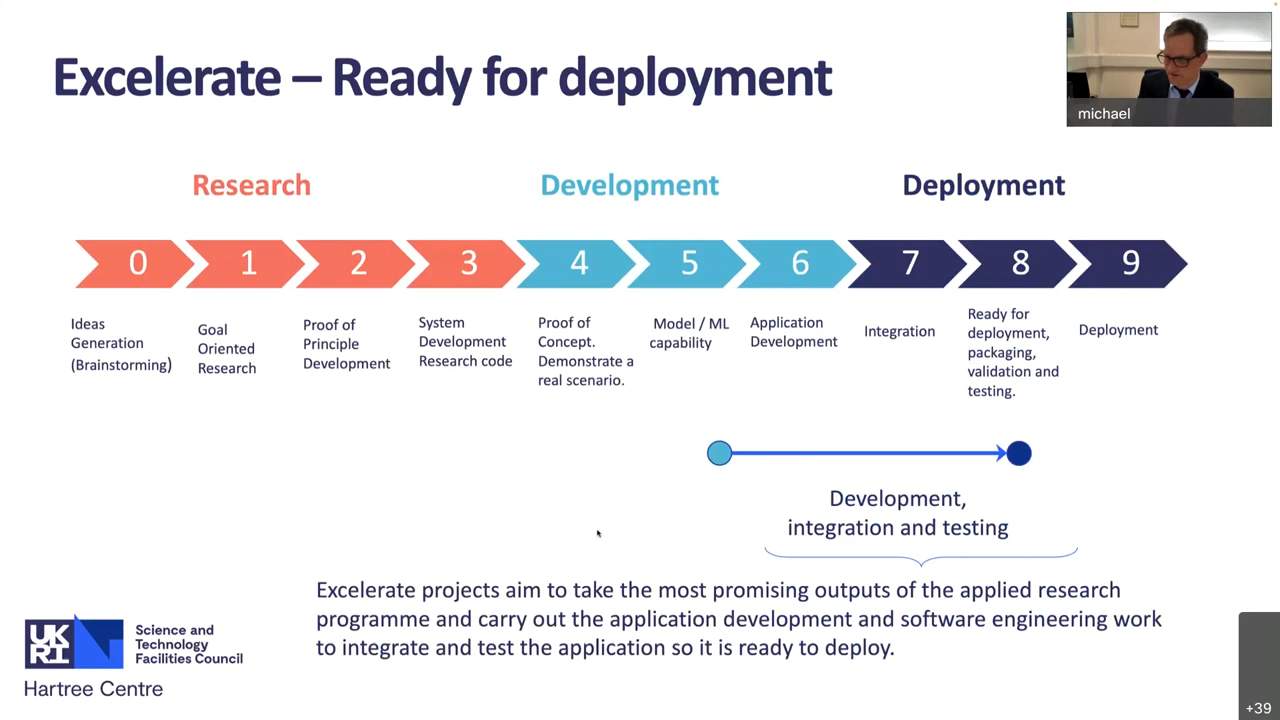 Excelerate – Ready for deployment
michael
Research
Development
Deployment
0
1
2
3
4
5
6
7
8
9
Ideas
Generation
(Brainstorming)
Goal
Oriented
Research
Proof of
Principle
Development
System
Development
Research code
Proof of
Concept.
Demonstrate a
real scenario.
Model / ML
capability
Application
Development
Integration
Ready for
deployment,
packaging,
validation and
testing.
Deployment
Development,
integration and testing
Excelerate projects aim to take the most promising outputs of the applied research
programme and carry out the application development and software engineering work
to integrate and test the application so it is ready to deploy.
UK
RI
Science and
Technology
Facilities Council
Hartree Centre
+39